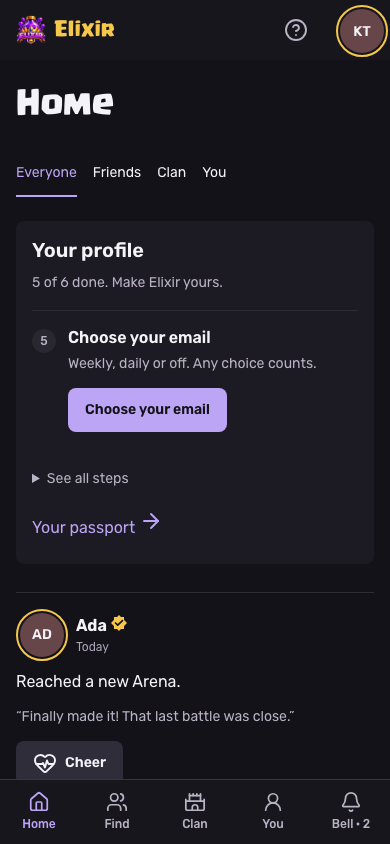 ELIXIR
Elixir
KT
Home
Everyone Friends Clan You
Your profile
5 of 6 done. Make Elixir yours.
5
Choose your email
Weekly, daily or off. Any choice counts.
Choose your email
See all steps
Your passport
AD
Ada
Today
Reached a new Arena.
“Finally made it! That last battle was close.”
Cheer
Home Find Clan You Bell • 2